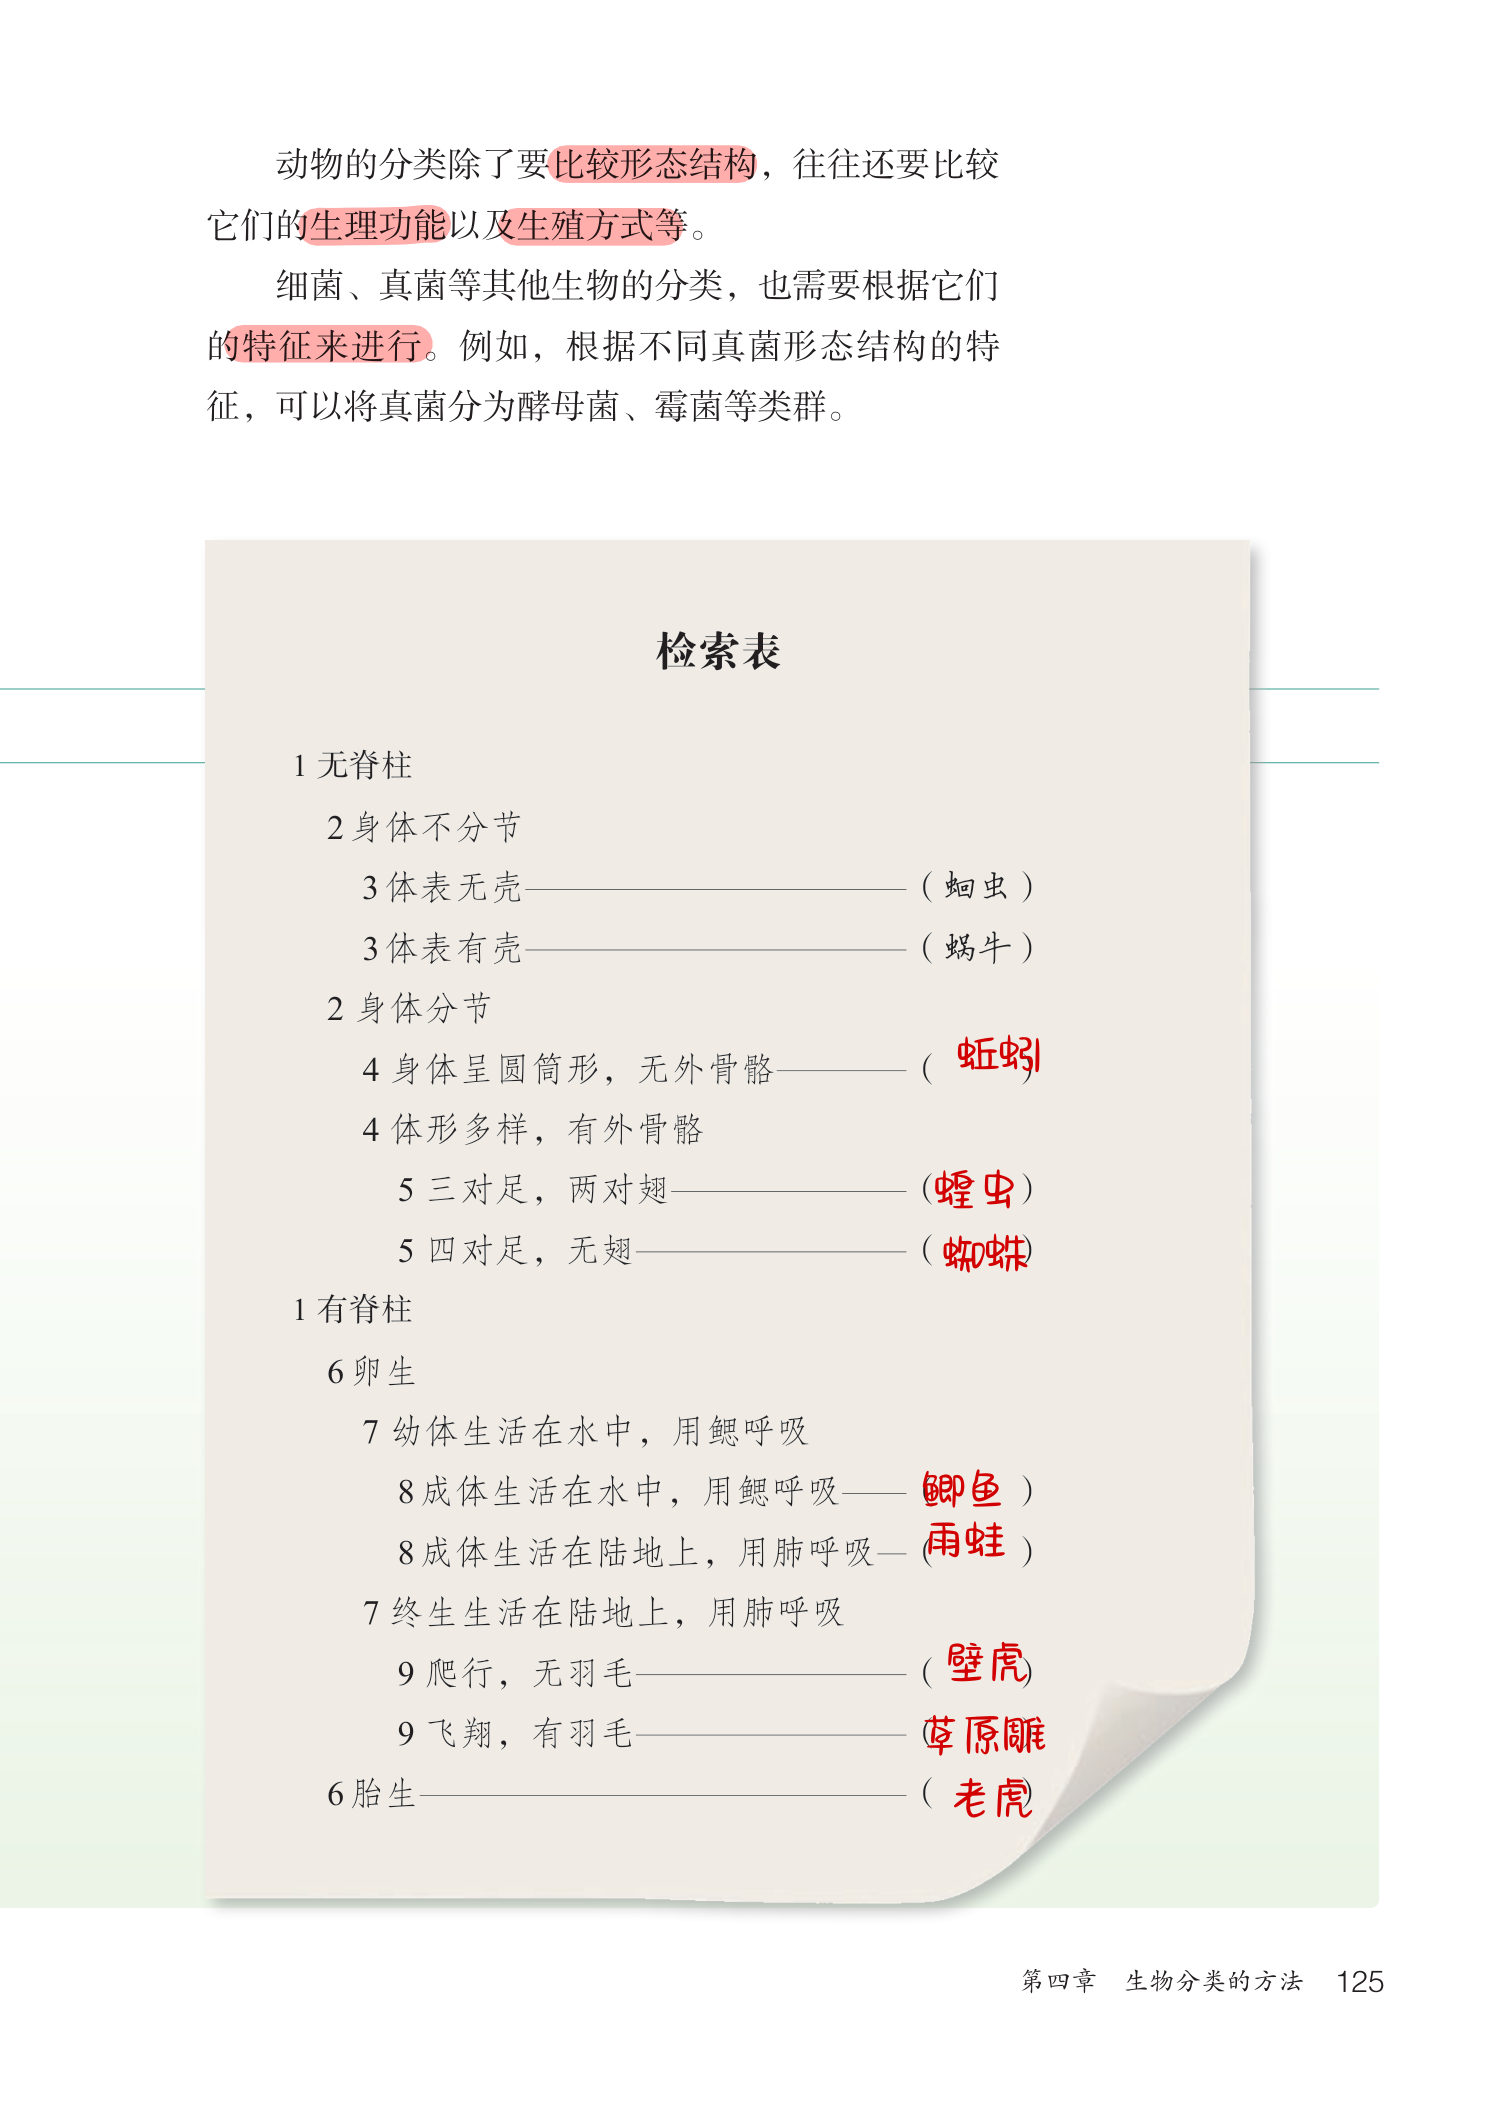 动物的分类除了要比较形态结构，往往还要比较
它们的生理功能以及生殖方式等。
细菌、真菌等其他生物的分类，也需要根据它们
的特征来进行。例如，根据不同真菌形态结构的特
征，可以将真菌分为酵母菌、霉菌等类群。
检索表
1 无脊柱
2 身体不分节
3 体表无壳（蛔虫）
3 体表有壳（蜗牛）
2 身体分节
4 身体呈圆筒形，无外骨骼（蚯蚓）
4 体形多样，有外骨骼
5 三对足，两对翅（蝗虫）
5 四对足，无翅（蜘蛛）
1 有脊柱
6 卵生
7 幼体生活在水中，用鳃呼吸
8 成体生活在水中，用鳃呼吸（鲫鱼）
8 成体生活在陆地上，用肺呼吸（雨蛙）
7 终生生活在陆地上，用肺呼吸
9 爬行，无羽毛（壁虎）
9 飞翔，有羽毛（草原雕）
6 胎生（老虎）
第四章 生物分类的方法 125